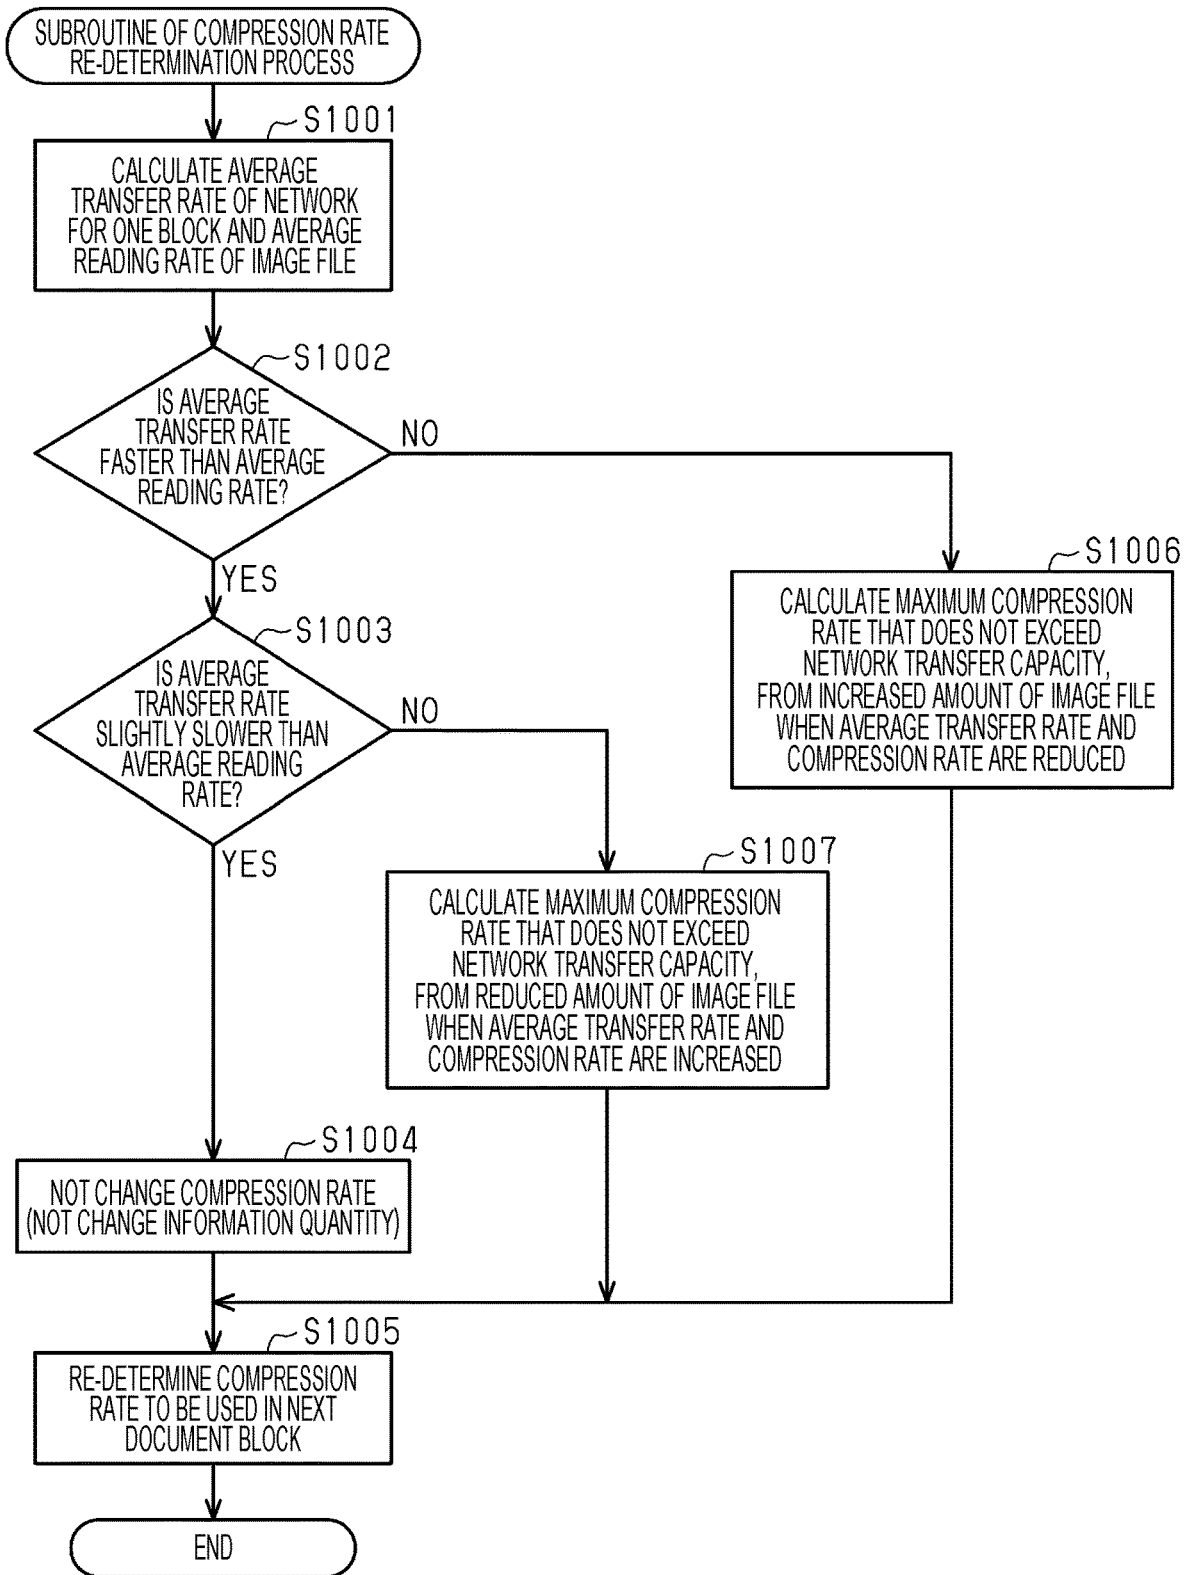 SUBROUTINE OF COMPRESSION RATE
RE-DETERMINATION PROCESS
S1001
CALCULATE AVERAGE
TRANSFER RATE OF NETWORK
FOR ONE BLOCK AND AVERAGE
READING RATE OF IMAGE FILE
S1002
IS AVERAGE
TRANSFER RATE
FASTER THAN AVERAGE
READING RATE?
NO
YES
S1006
CALCULATE MAXIMUM COMPRESSION
RATE THAT DOES NOT EXCEED
NETWORK TRANSFER CAPACITY,
FROM INCREASED AMOUNT OF IMAGE FILE
WHEN AVERAGE TRANSFER RATE AND
COMPRESSION RATE ARE REDUCED
S1003
IS AVERAGE
TRANSFER RATE
SLIGHTLY SLOWER THAN
AVERAGE READING
RATE?
NO
YES
S1007
CALCULATE MAXIMUM COMPRESSION
RATE THAT DOES NOT EXCEED
NETWORK TRANSFER CAPACITY,
FROM REDUCED AMOUNT OF IMAGE FILE
WHEN AVERAGE TRANSFER RATE AND
COMPRESSION RATE ARE INCREASED
S1004
NOT CHANGE COMPRESSION RATE
(NOT CHANGE INFORMATION QUANTITY)
S1005
RE-DETERMINE COMPRESSION
RATE TO BE USED IN NEXT
DOCUMENT BLOCK
END